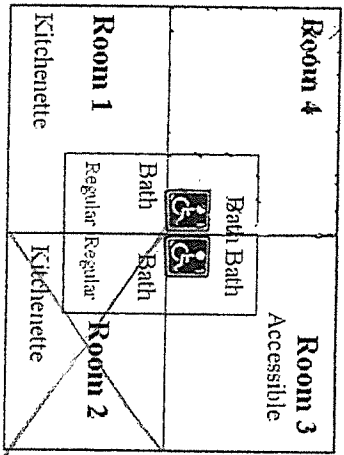 Room 4
Room 3
Accessible
Bath Bath
Bath Bath
Room 1
Room 2
Regular Regular
Kitchenette
Kitchenette